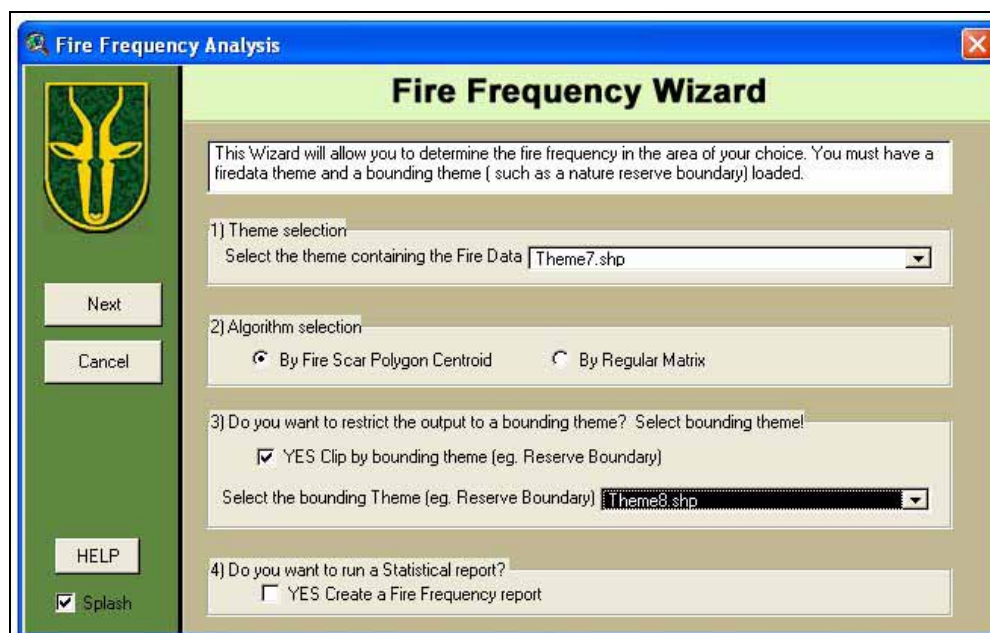 Fire Frequency Analysis
Fire Frequency Wizard
This Wizard will allow you to determine the fire frequency in the area of your choice. You must have a
firedata theme and a bounding theme ( such as a nature reserve boundary) loaded.
1) Theme selection
Select the theme containing the Fire Data Theme7.shp
Next
2) Algorithm selection
Cancel
By Fire Scar Polygon Centroid By Regular Matrix
3) Do you want to restrict the output to a bounding theme? Select bounding theme!
YES Clip by bounding theme (eg. Reserve Boundary)
Select the bounding Theme (eg. Reserve Boundary) Theme8.shp
HELP
4) Do you want to run a Statistical report?
YES Create a Fire Frequency report
Splash